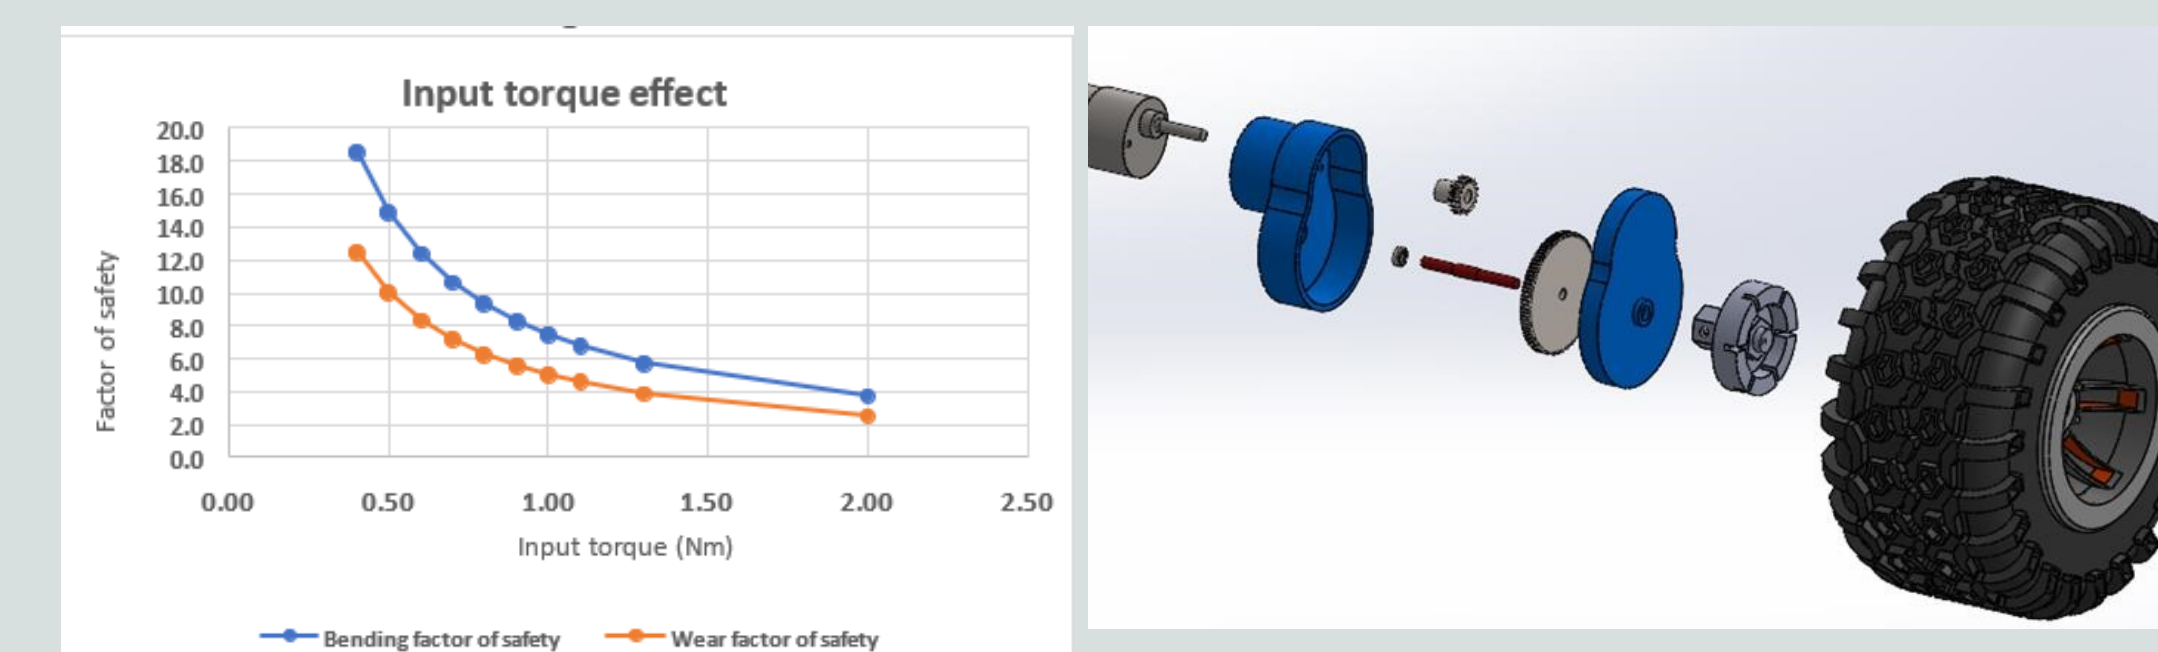 Input torque effect
20.0
18.0
16.0
14.0
12.0
10.0
8.0
6.0
4.0
2.0
0.0
Factor of safety
0.00 0.50 1.00 1.50 2.00 2.50
Input torque (Nm)
Bending factor of safety Wear factor of safety